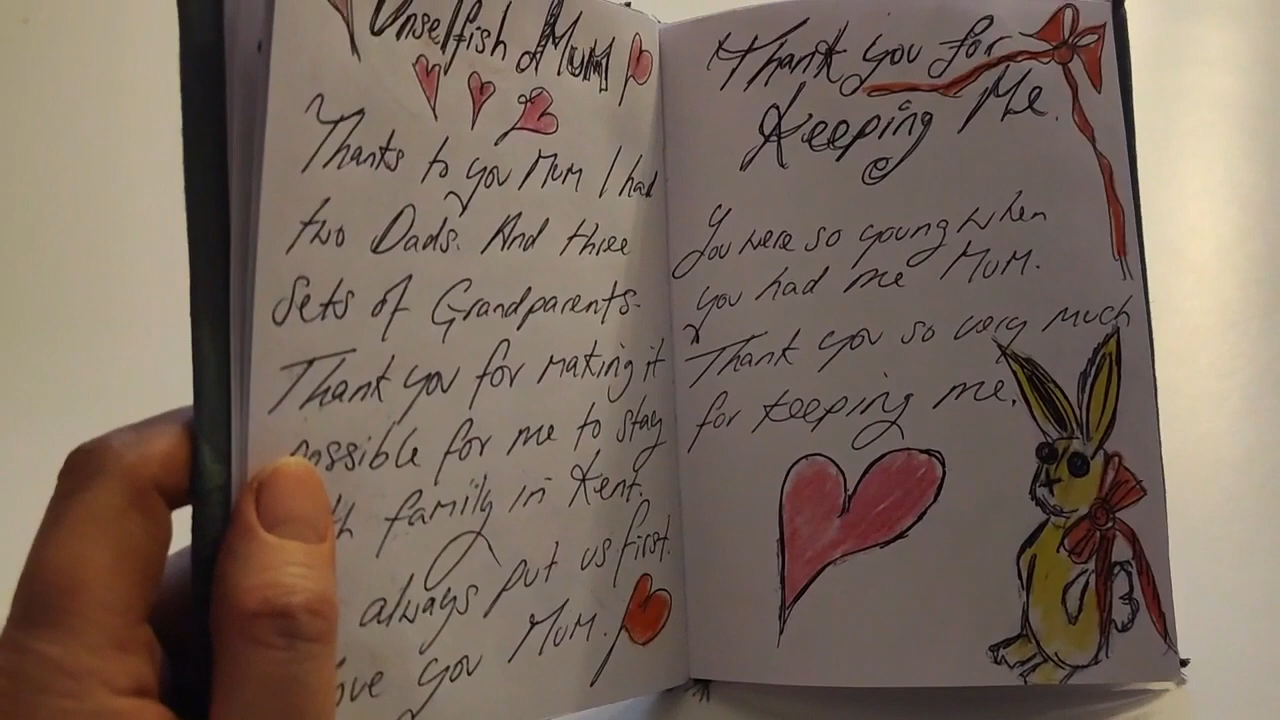 Unselfish Mum
Thanks to you Mum I had
two Dads. And three
Sets of Grandparents.
Thank you for making it
possible for me to stay
family in Kent.
always put us first.
you Mum.
Thank you for
Keeping Me.
You were so young when
you had me Mum.
Thank you so very much
for keeping me.